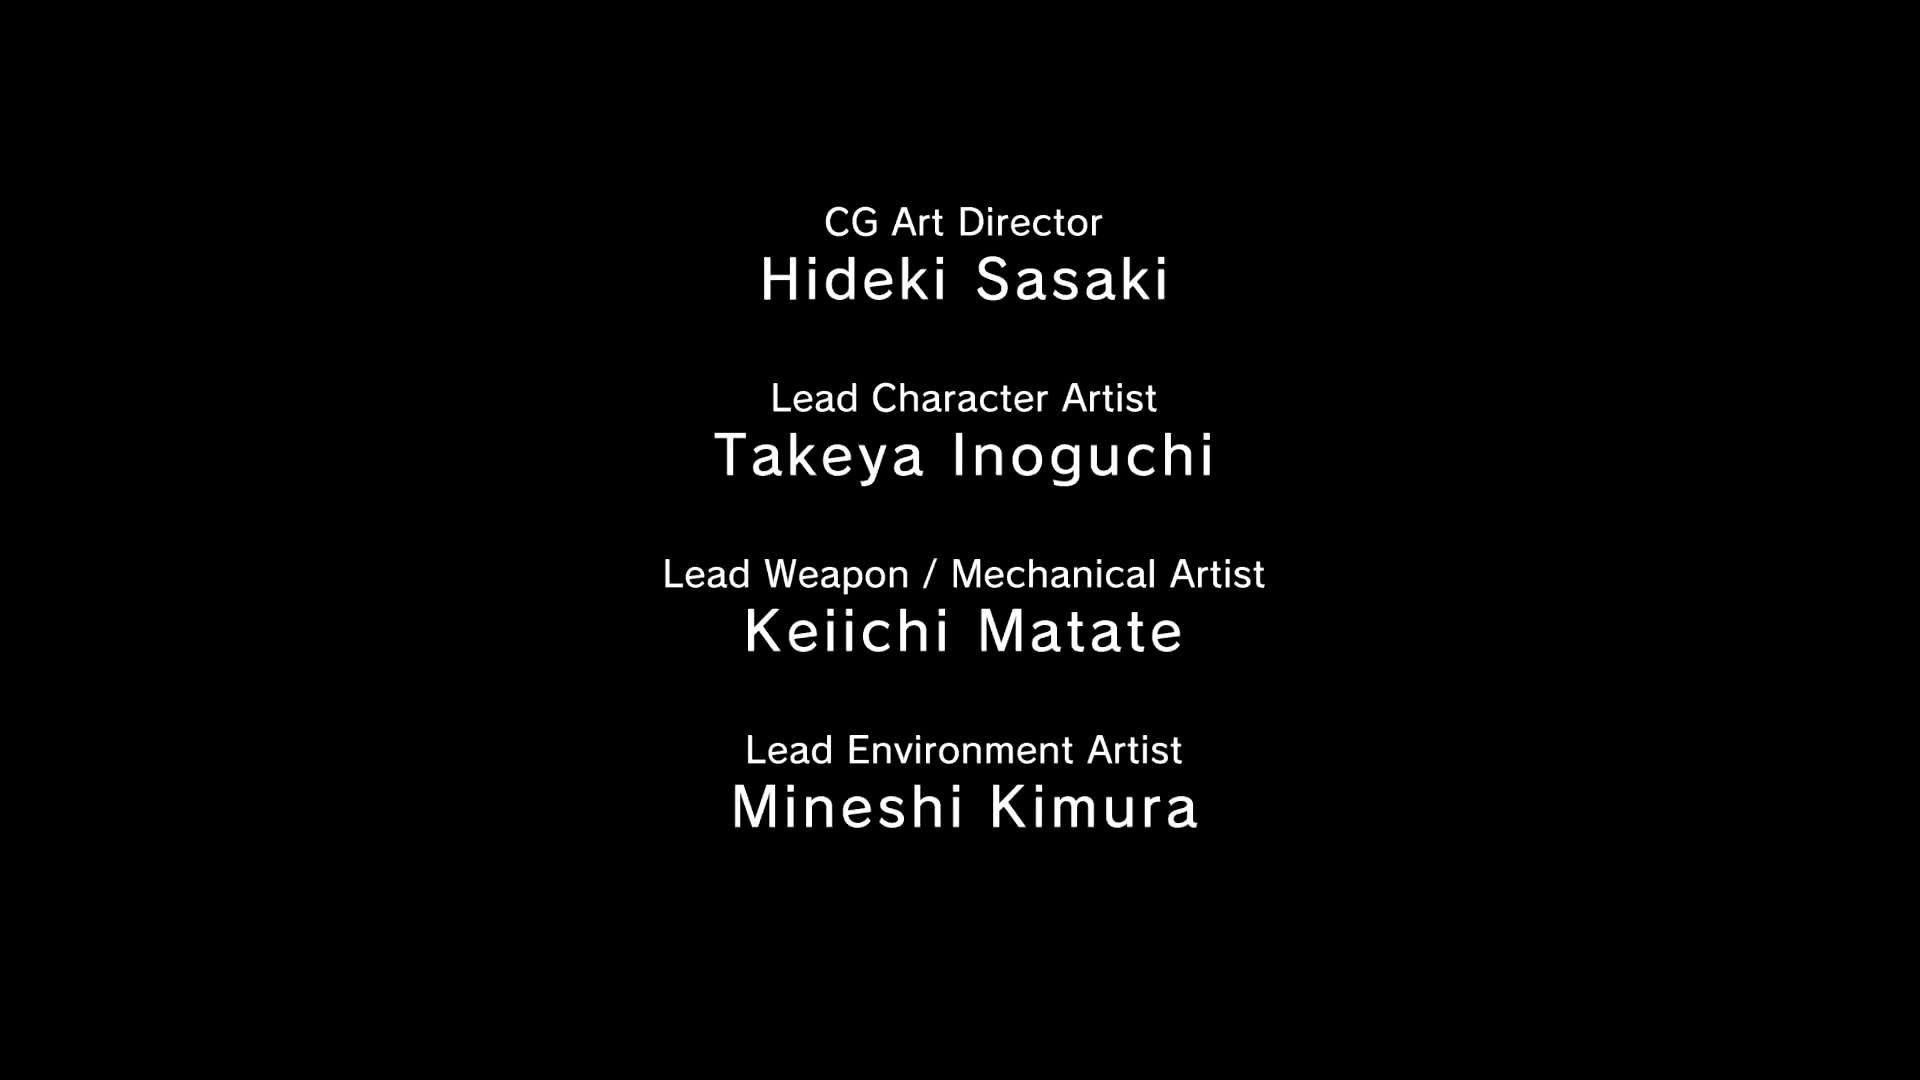 CG Art Director
Hideki Sasaki
Lead Character Artist
Takeya Inoguchi
Lead Weapon / Mechanical Artist
Keiichi Matate
Lead Environment Artist
Mineshi Kimura